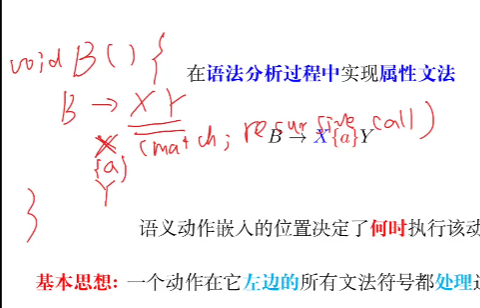 void B() {
在语法分析过程中实现属性文法
B → X Y
(match; recursive call)
B → X{a}Y
X
{a}
Y
}
语义动作嵌入的位置决定了何时执行该动
基本思想: 一个动作在它左边的所有文法符号都处理